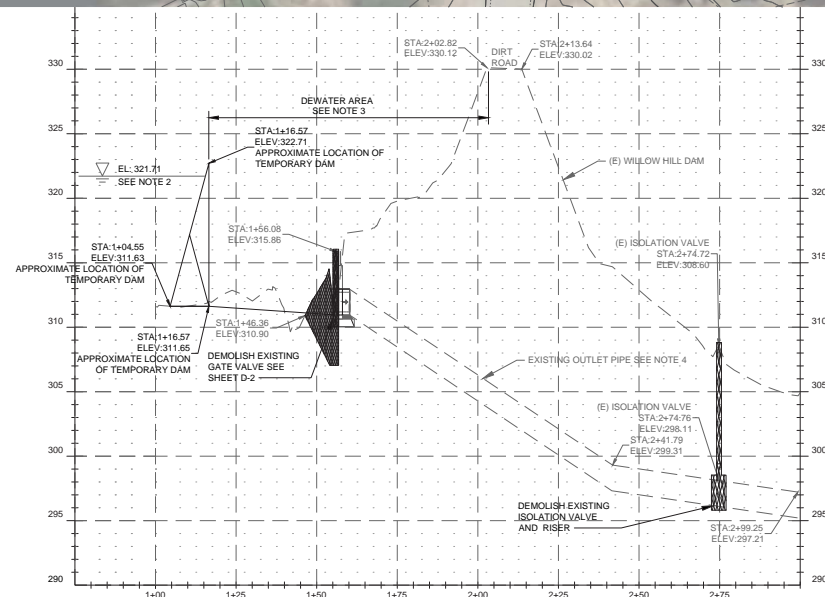 STA:2+02.82
ELEV:330.12
DIRT
ROAD
STA:2+13.64
ELEV:330.02
330
330
DEWATER AREA
SEE NOTE 3
325
325
STA:1+16.57
ELEV:322.71
APPROXIMATE LOCATION OF
TEMPORARY DAM
(E) WILLOW HILL DAM
EL: 321.71
SEE NOTE 2
320
320
STA:1+56.08
ELEV:315.86
315
315
(E) ISOLATION VALVE
STA:2+74.72
ELEV:308.60
STA:1+04.55
ELEV:311.63
APPROXIMATE LOCATION OF
TEMPORARY DAM
310
310
STA:1+46.36
ELEV:310.90
STA:1+16.57
ELEV:311.65
APPROXIMATE LOCATION
OF TEMPORARY DAM
DEMOLISH EXISTING
GATE VALVE SEE
SHEET D-2
EXISTING OUTLET PIPE SEE NOTE 4
305
305
(E) ISOLATION VALVE
STA:2+74.76
ELEV:298.11
STA:2+41.79
ELEV:299.31
300
300
DEMOLISH EXISTING
ISOLATION VALVE
AND RISER
STA:2+99.25
ELEV:297.21
295
295
290
290
1+00
1+25
1+50
1+75
2+00
2+25
2+50
2+75